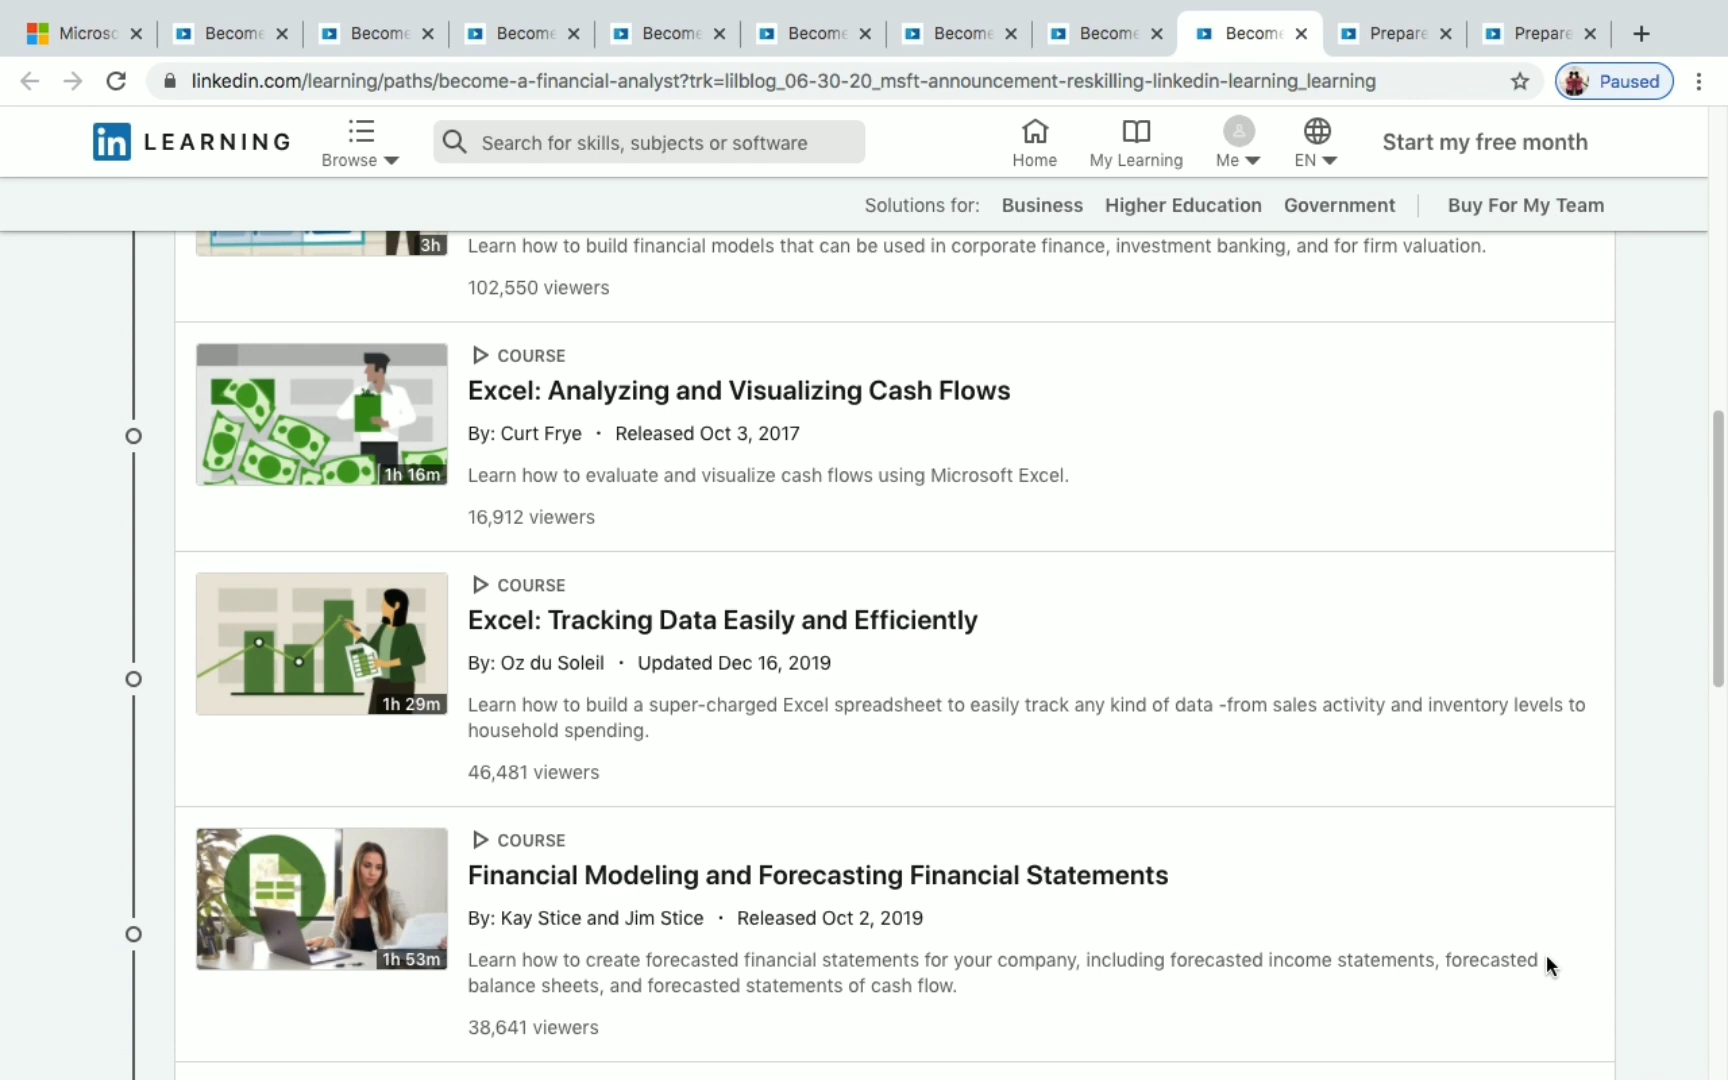 Microsc
Become
Become
Become
Become
Become
Become
Become
Become
Prepare
Prepare
linkedin.com/learning/paths/become-a-financial-analyst?trk=lilblog_06-30-20_msft-announcement-reskilling-linkedin-learning_learning
Paused
in LEARNING
Browse
Search for skills, subjects or software
Home
My Learning
Me
EN
Start my free month
Solutions for: Business Higher Education Government Buy For My Team
3h
Learn how to build financial models that can be used in corporate finance, investment banking, and for firm valuation.
102,550 viewers
COURSE
Excel: Analyzing and Visualizing Cash Flows
By: Curt Frye · Released Oct 3, 2017
1h 16m
Learn how to evaluate and visualize cash flows using Microsoft Excel.
16,912 viewers
COURSE
Excel: Tracking Data Easily and Efficiently
By: Oz du Soleil · Updated Dec 16, 2019
1h 29m
Learn how to build a super-charged Excel spreadsheet to easily track any kind of data -from sales activity and inventory levels to
household spending.
46,481 viewers
COURSE
Financial Modeling and Forecasting Financial Statements
By: Kay Stice and Jim Stice · Released Oct 2, 2019
1h 53m
Learn how to create forecasted financial statements for your company, including forecasted income statements, forecasted
balance sheets, and forecasted statements of cash flow.
38,641 viewers